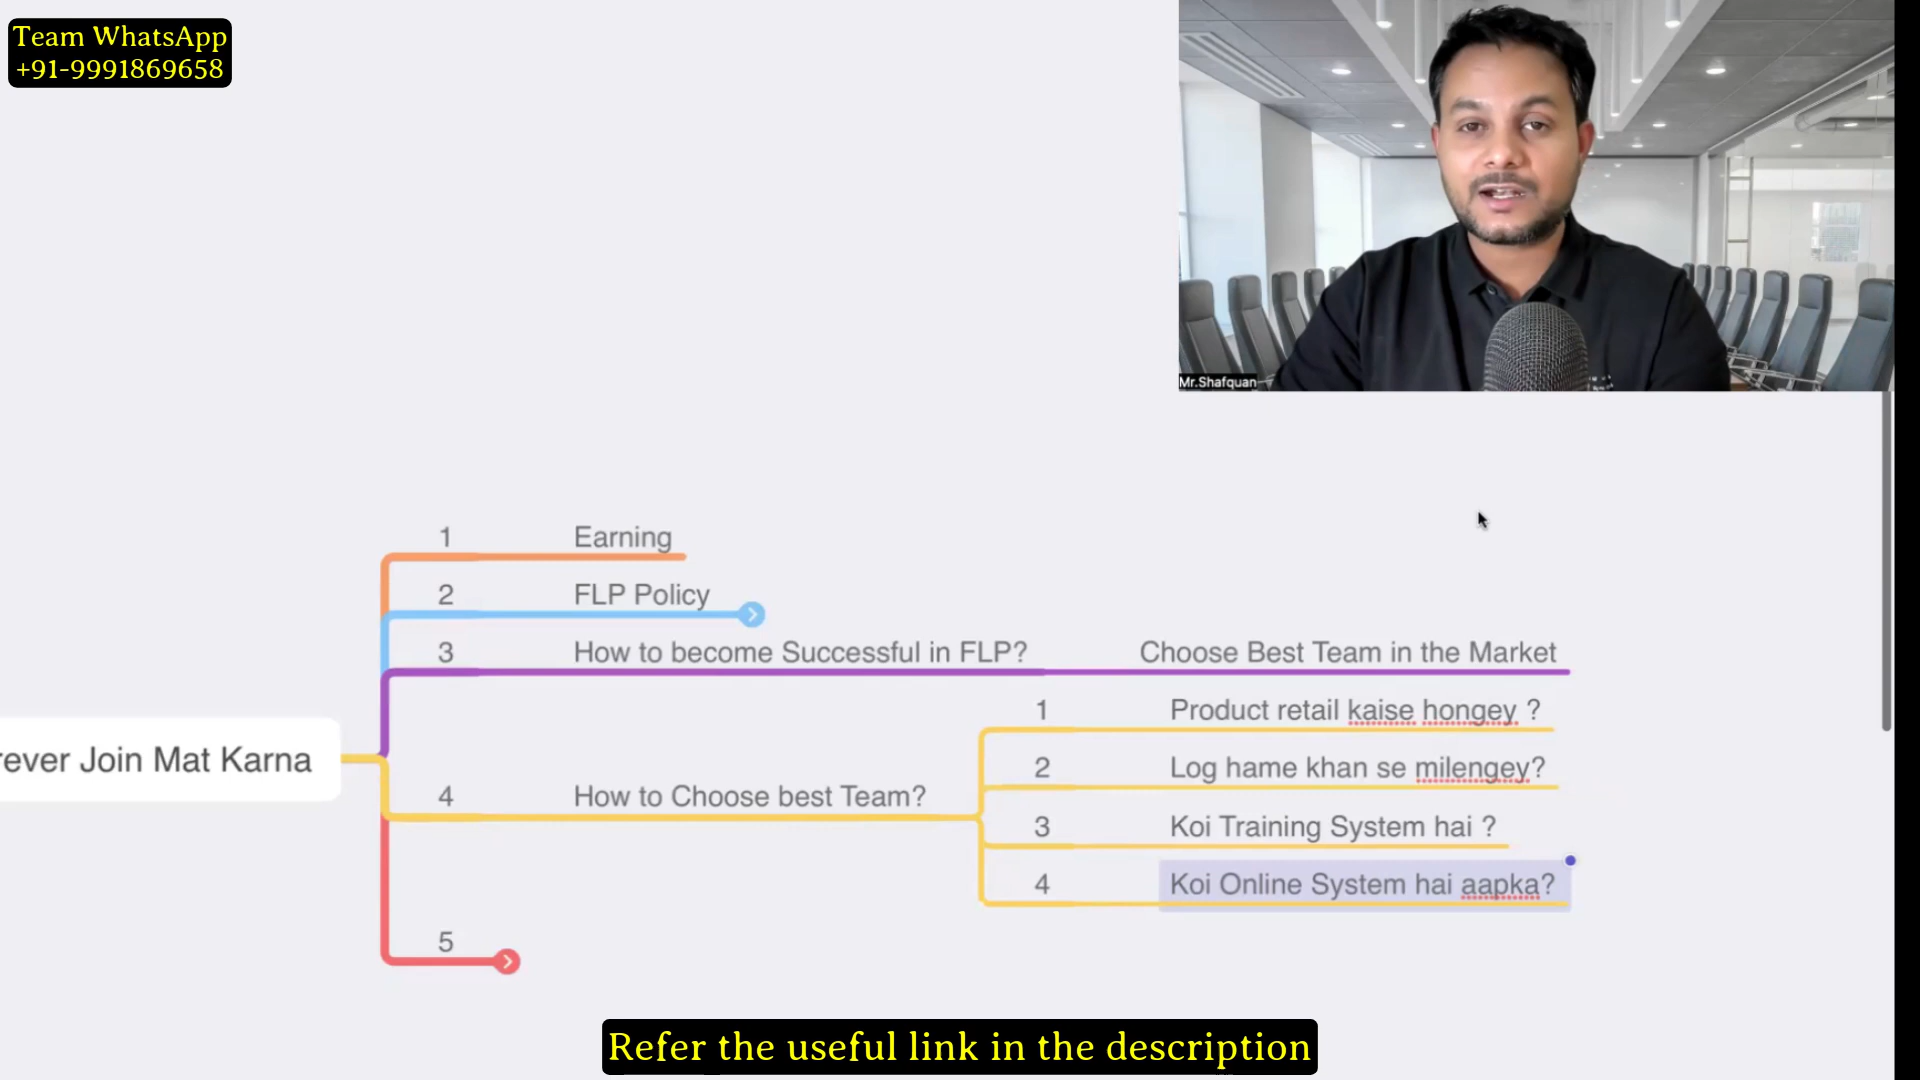 Team WhatsApp
+91-9991869658
Mr.Shafquan
1 Earning
2 FLP Policy
3 How to become Successful in FLP? Choose Best Team in the Market
rever Join Mat Karna
4 How to Choose best Team?
1 Product retail kaise hongey ?
2 Log hame khan se milengey?
3 Koi Training System hai ?
4 Koi Online System hai aapka?
5
Refer the useful link in the description